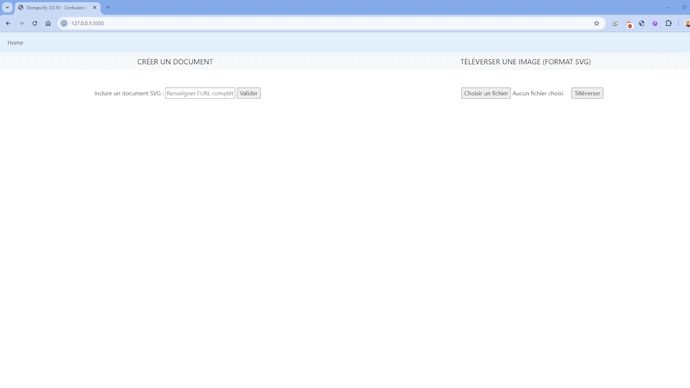 Dompurify 3.0.10 - Confusion
127.0.0.1:3000
Home
CRÉER UN DOCUMENT
TÉLÉVERSER UNE IMAGE (FORMAT SVG)
Inclure un document SVG :
Renseigner l'URL complèt
Valider
Choisir un fichier
Aucun fichier choisi
Téléverser